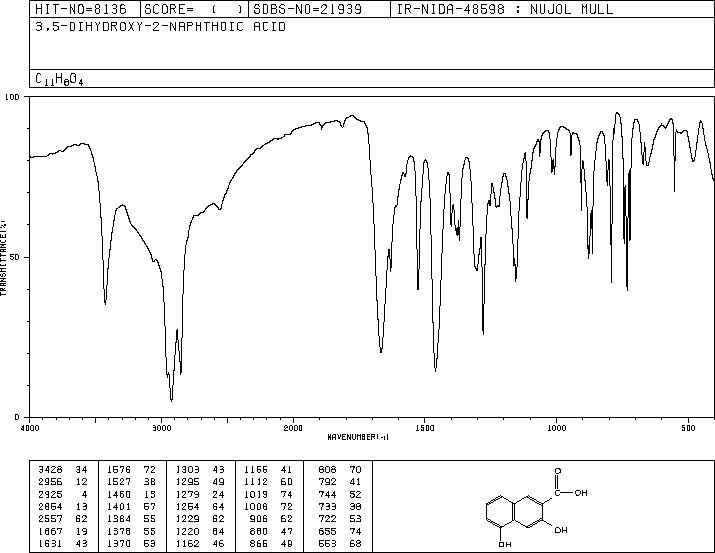 HIT-NO=8136 SCORE= ( ) SDBS-NO=21939 IR-NIDA-48598 : NUJOL MULL
3,5-DIHYDROXY-2-NAPHTHOIC ACID
C11H8O4
100
TRANSMITTANCE(%)
50
0
4000 3000 2000 1500 1000 500
WAVENUMBER(-1)
3428 34 1576 72 1303 43 1155 41 808 70
2956 12 1527 38 1295 49 1112 60 792 41
2925 4 1460 15 1279 24 1019 74 744 52
2854 13 1401 57 1254 64 1008 72 733 38
2557 62 1384 55 1229 62 906 62 722 53
1667 19 1378 55 1220 64 880 47 655 74
1631 43 1370 53 1162 46 866 49 553 68
O
OH
OH
OH